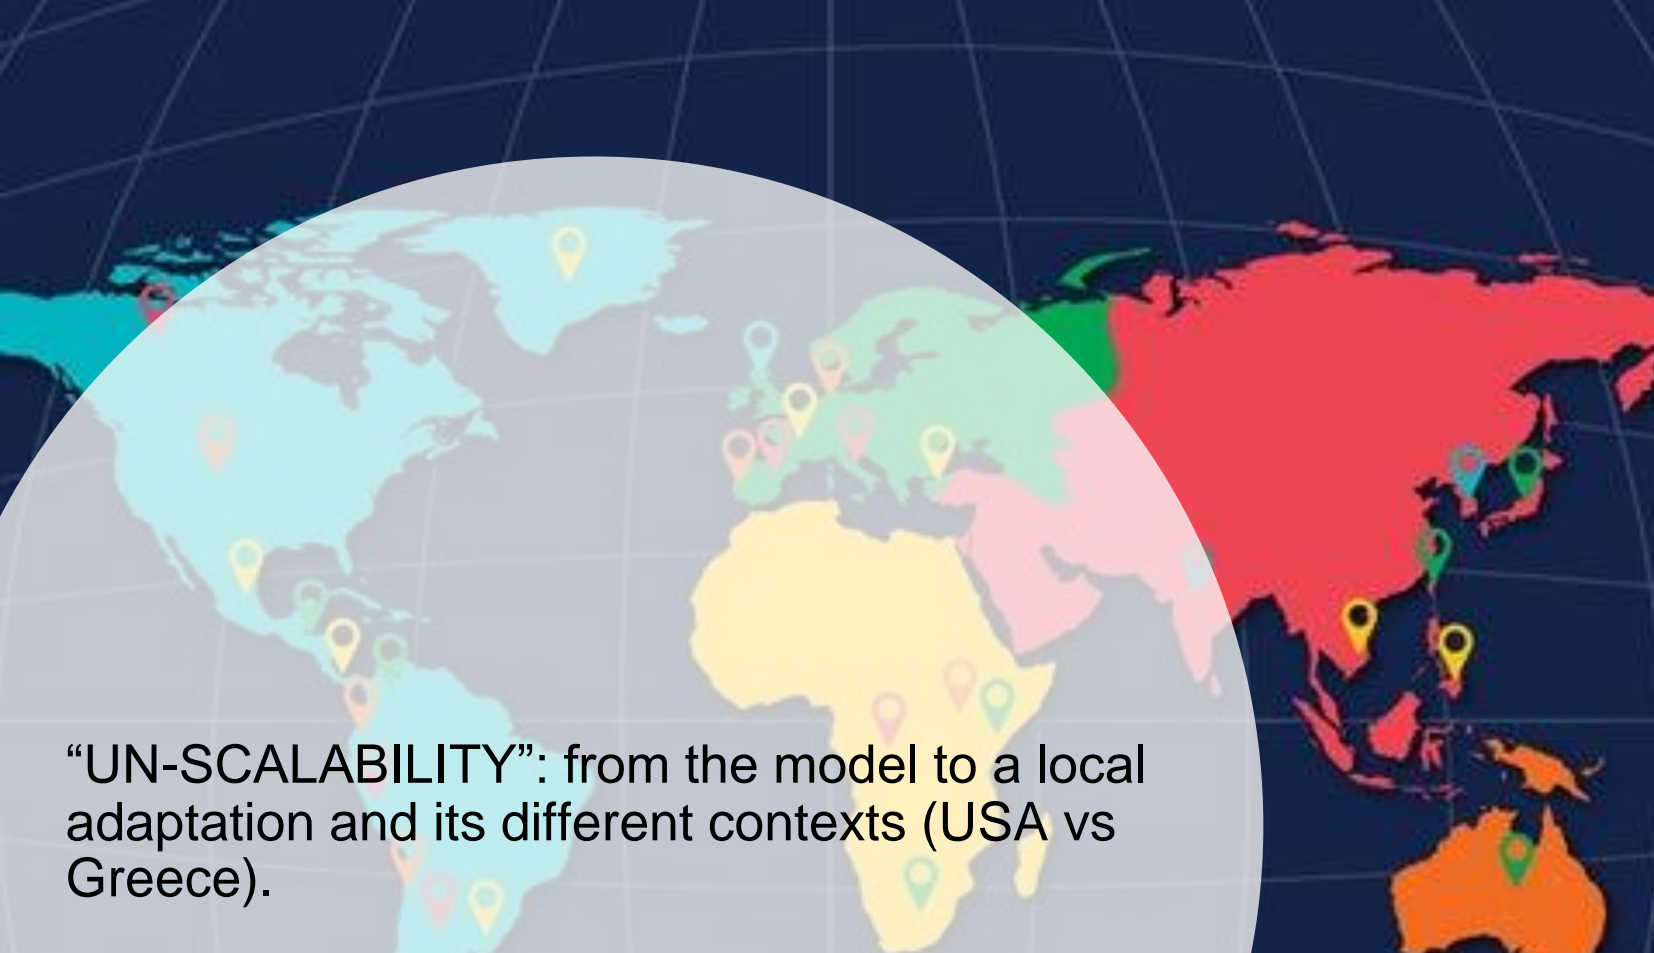 “UN-SCALABILITY”: from the model to a local
adaptation and its different contexts (USA vs
Greece).